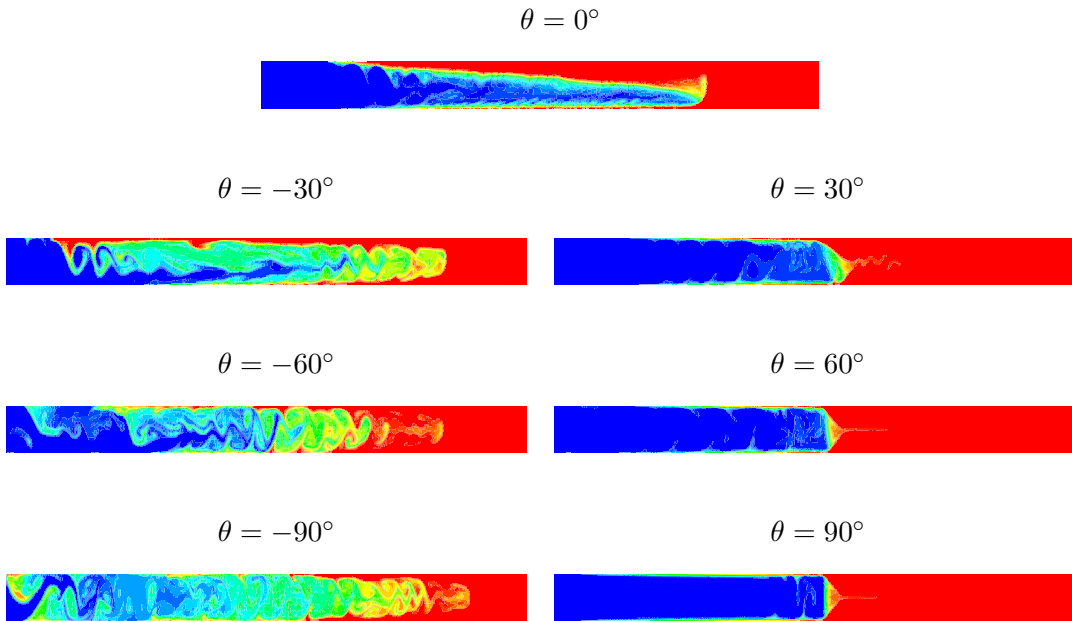 θ = 0°
θ = −30°
θ = 30°
θ = −60°
θ = 60°
θ = −90°
θ = 90°